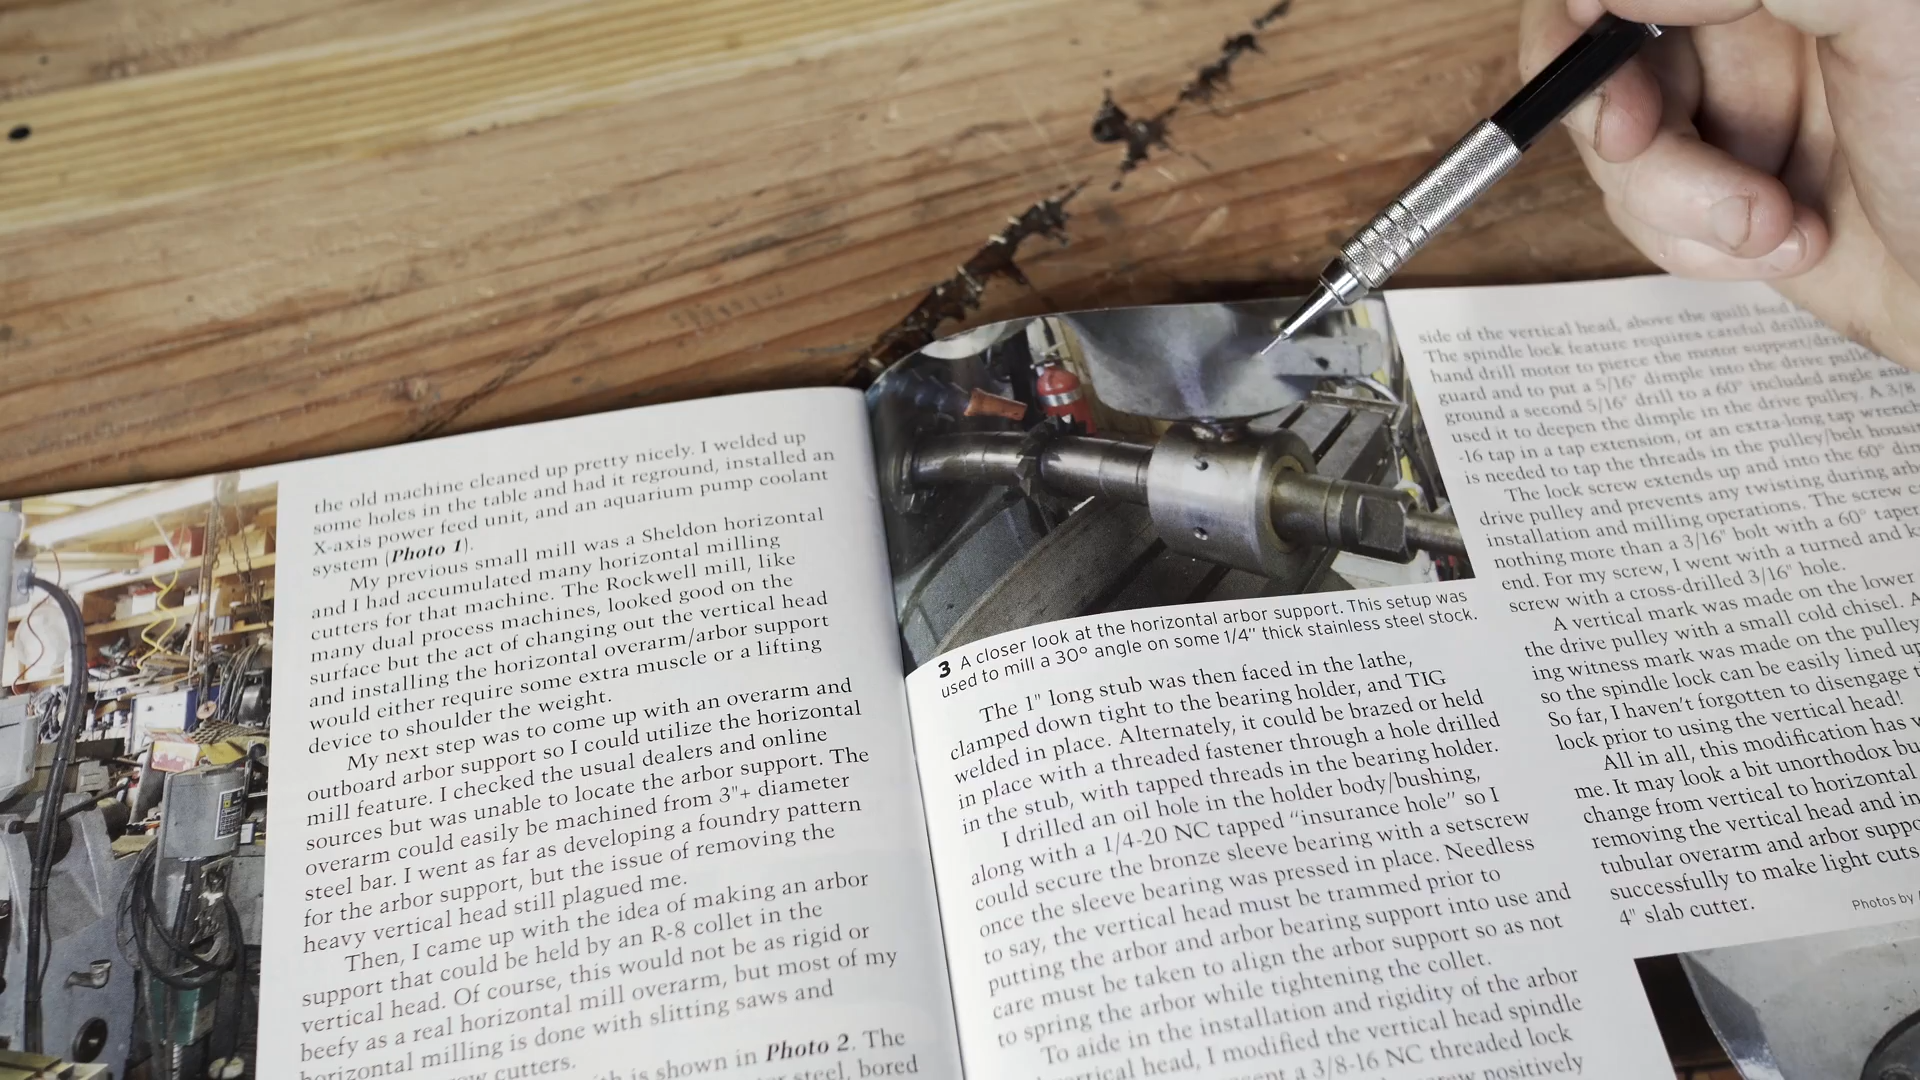 the old machine cleaned up pretty nicely. I welded up
some holes in the table and had it reground, installed an
X-axis power feed unit, and an aquarium pump coolant
system (Photo 1).
My previous small mill was a Sheldon horizontal
and I had accumulated many horizontal milling
cutters for that machine. The Rockwell mill, like
many dual process machines, looked good on the
surface but the act of changing out the vertical head
and installing the horizontal overarm/arbor support
would either require some extra muscle or a lifting
device to shoulder the weight.
My next step was to come up with an overarm and
outboard arbor support so I could utilize the horizontal
mill feature. I checked the usual dealers and online
sources but was unable to locate the arbor support. The
overarm could easily be machined from 3"+ diameter
steel bar. I went as far as developing a foundry pattern
for the arbor support, but the issue of removing the
heavy vertical head still plagued me.
Then, I came up with the idea of making an arbor
support that could be held by an R-8 collet in the
vertical head. Of course, this would not be as rigid or
beefy as a real horizontal mill overarm, but most of my
horizontal milling is done with slitting saws and
cutters.
is shown in Photo 2. The
steel, bored
3 A closer look at the horizontal arbor support. This setup was
used to mill a 30° angle on some 1/4" thick stainless steel stock.
The 1" long stub was then faced in the lathe,
clamped down tight to the bearing holder, and TIG
welded in place. Alternately, it could be brazed or held
in place with a threaded fastener through a hole drilled
in the stub, with tapped threads in the bearing holder.
I drilled an oil hole in the holder body/bushing,
along with a 1/4-20 NC tapped “insurance hole” so I
could secure the bronze sleeve bearing with a setscrew
once the sleeve bearing was pressed in place. Needless
to say, the vertical head must be trammed prior to
putting the arbor and arbor bearing support into use and
care must be taken to align the arbor support so as not
to spring the arbor while tightening the collet.
To aide in the installation and rigidity of the arbor
vertical head, I modified the vertical head spindle
a 3/8-16 NC threaded lock
positively
side of the vertical head, above the quill feed
The spindle lock feature requires careful
hand drill motor to pierce the motor
guard and to put a 5/16" dimple into the drive
ground a second 5/16" drill to a 60° included angle and
used it to deepen the dimple in the drive pulley. A 3/8
-16 tap in a tap extension, or an extra-long tap wrench
is needed to tap the threads in the pulley/belt
The lock screw extends up and into the 60°
drive pulley and prevents any twisting during
installation and milling operations. The screw
nothing more than a 3/16" bolt with a 60° taper
end. For my screw, I went with a turned and
screw with a cross-drilled 3/16" hole.
A vertical mark was made on the lower
the drive pulley with a small cold chisel. A
ing witness mark was made on the pulley
so the spindle lock can be easily lined up
So far, I haven’t forgotten to disengage
lock prior to using the vertical head!
All in all, this modification has
me. It may look a bit unorthodox
change from vertical to horizontal
removing the vertical head and
tubular overarm and arbor
successfully to make light cuts
4" slab cutter.
Photos by